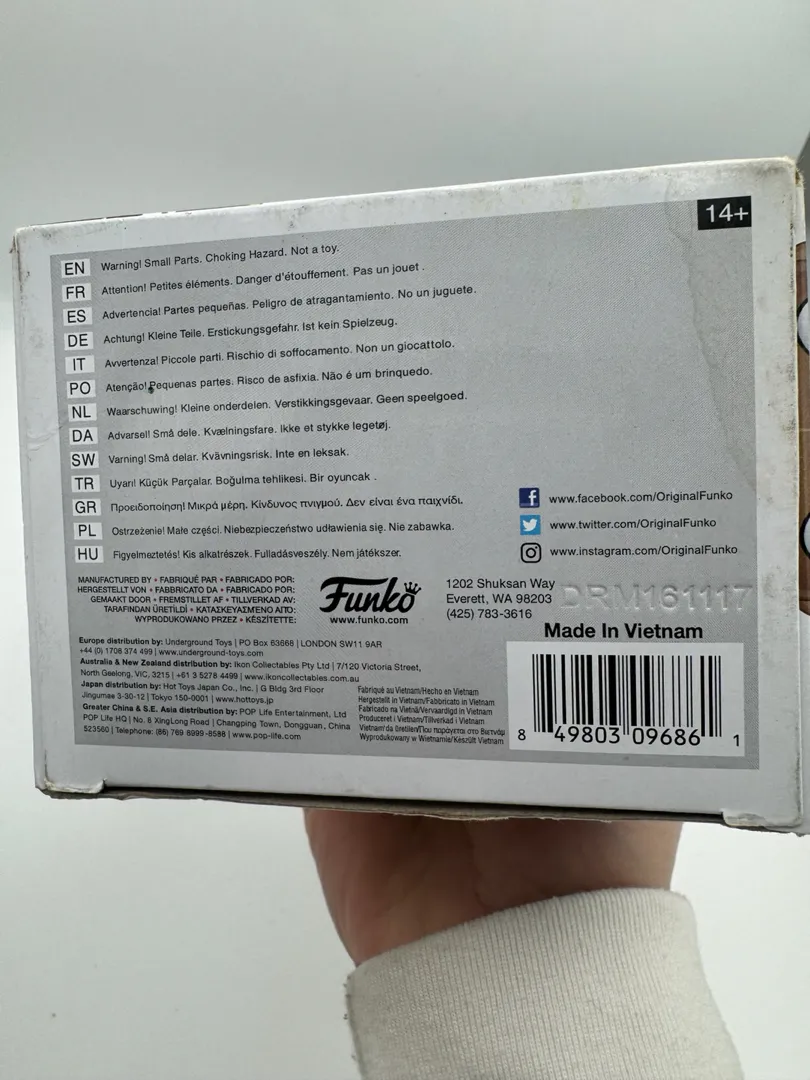 14+
EN Warning! Small Parts. Choking Hazard. Not a toy.
FR Attention! Petites éléments. Danger d'étouffement. Pas un jouet .
ES Advertencia! Partes pequeñas. Peligro de atragantamiento. No un juguete.
DE Achtung! Kleine Teile. Erstickungsgefahr. Ist kein Spielzeug.
IT Avvertenza! Piccole parti. Rischio di soffocamento. Non un giocattolo.
PO Atenção! Pequenas partes. Risco de asfixia. Não é um brinquedo.
NL Waarschuwing! Kleine onderdelen. Verstikkingsgevaar. Geen speelgoed.
DA Advarsel! Små dele. Kvælningsfare. Ikke et stykke legetøj.
SW Varning! Små delar. Kvävningsrisk. Inte en leksak.
TR Uyarı! Küçük Parçalar. Boğulma tehlikesi. Bir oyuncak .
GR Προειδοποίηση! Μικρά μέρη. Κίνδυνος πνιγμού. Δεν είναι ένα παιχνίδι.
PL Ostrzeżenie! Małe części. Niebezpieczeństwo udławienia się. Nie zabawka.
HU Figyelmeztetés! Kis alkatrészek. Fulladásveszély. Nem játékszer.
www.facebook.com/OriginalFunko
www.twitter.com/OriginalFunko
www.instagram.com/OriginalFunko
MANUFACTURED BY • FABRIQUÉ PAR • FABRICADO POR:
HERGESTELLT VON • FABBRICATO DA • FABRICADO POR:
GEMAAKT DOOR • FREMSTILLET AF • TILLVERKAD AV:
TARAFINDAN ÜRETİLDİ • ΚΑΤΑΣΚΕΥΑΣΜΕΝΟ ΑΠΌ:
WYPRODUKOWANO PRZEZ • KÉSZÍTETTE:
Funko
www.funko.com
1202 Shuksan Way
Everett, WA 98203
(425) 783-3616
DRM161117
Made In Vietnam
Europe distribution by: Underground Toys | PO Box 63668 | LONDON SW11 9AR
+44 (0) 1708 374 499 | www.underground-toys.com
Australia & New Zealand distribution by: Ikon Collectables Pty Ltd | 7/120 Victoria Street,
North Geelong, VIC, 3215 | +61 3 5278 4499 | www.ikoncollectables.com.au
Japan distribution by: Hot Toys Japan Co., Inc. | G Bldg 3rd Floor
Jingumae 3-30-12 | Tokyo 150-0001 | www.hottoys.jp
Greater China & S.E. Asia distribution by: POP Life Entertainment, Ltd
POP Life HQ | No. 8 XingLong Road | Changping Town, Dongguan, China
523560 | Telephone: (86) 769 8999-8588 | www.pop-life.com
Fabriqué au Vietnam/Hecho en Vietnam
Hergestellt in Vietnam/Fabbricato in Vietnam
Fabricado na Vietnã/Vervaardigd in Vietnam
Produceret i Vietnam/Tillverkad i Vietnam
Vietnam'da üretilen/Που παράγεται στο Βιετνάμ
Wyprodukowany w Wietnamie/Készült Vietnam
8 49803 09686 1